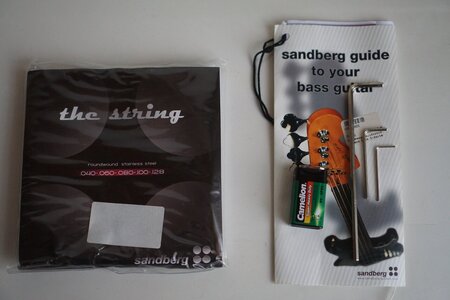 the string
roundwound stainless steel
040·060·080·100·128
sandberg
sandberg guide
to your
bass guitar
Camelion
sandberg